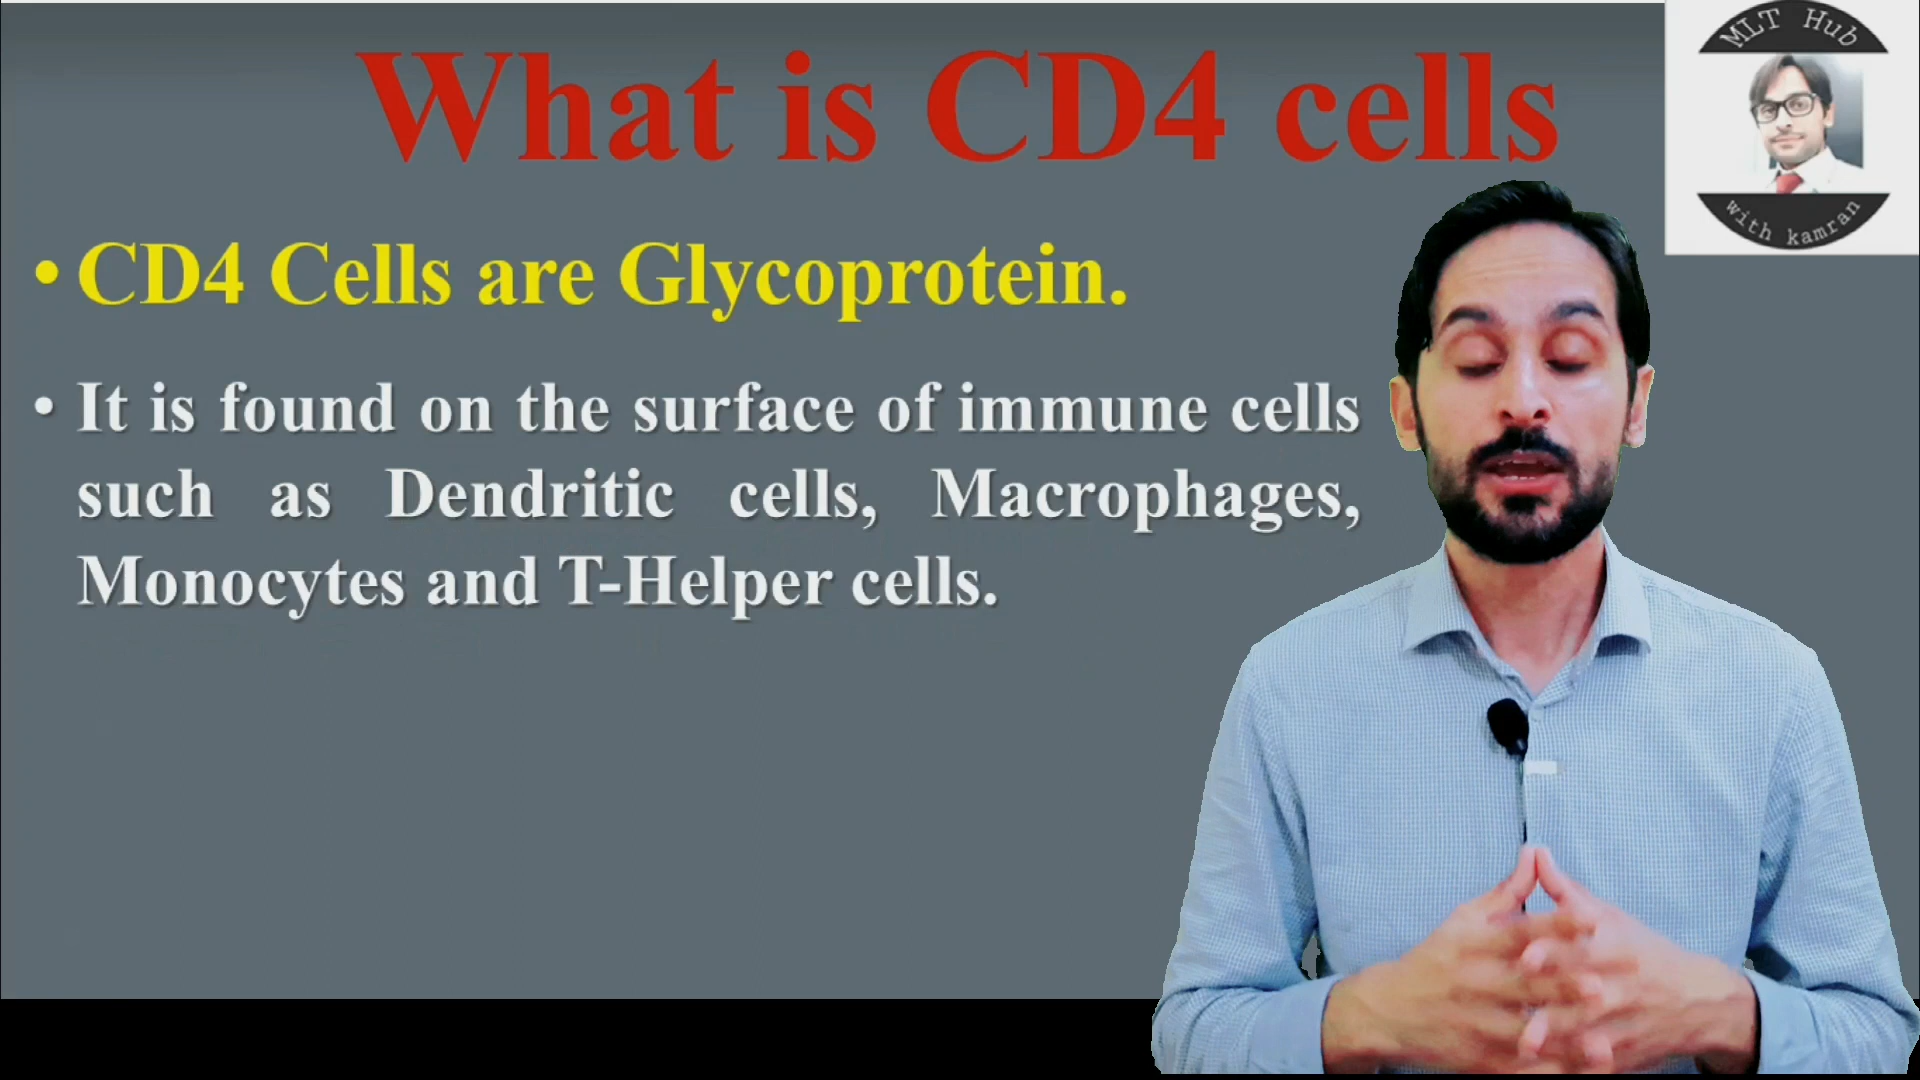 What is CD4 cells
MLT Hub
with kamran
• CD4 Cells are Glycoprotein.
• It is found on the surface of immune cells
such as Dendritic cells, Macrophages,
Monocytes and T-Helper cells.